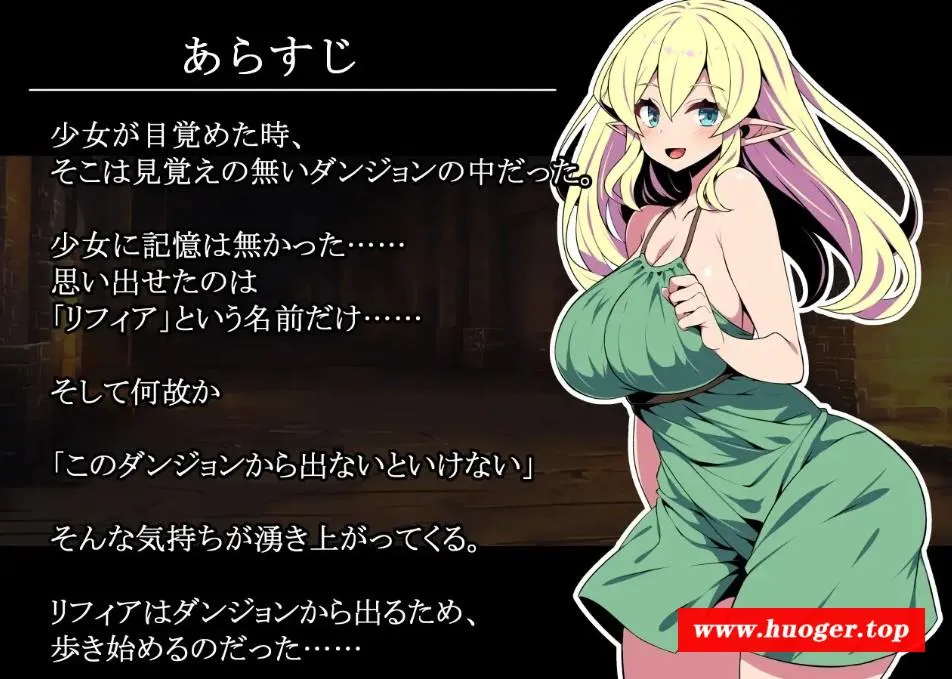 あらすじ
少女が目覚めた時、
そこは見覚えの無いダンジョンの中だった。
少女に記憶は無かった……
思い出せたのは
「リフィア」という名前だけ……
そして何故か
「このダンジョンから出ないといけない」
そんな気持ちが湧き上がってくる。
リフィアはダンジョンから出るため、
歩き始めるのだった……
www.huoger.top